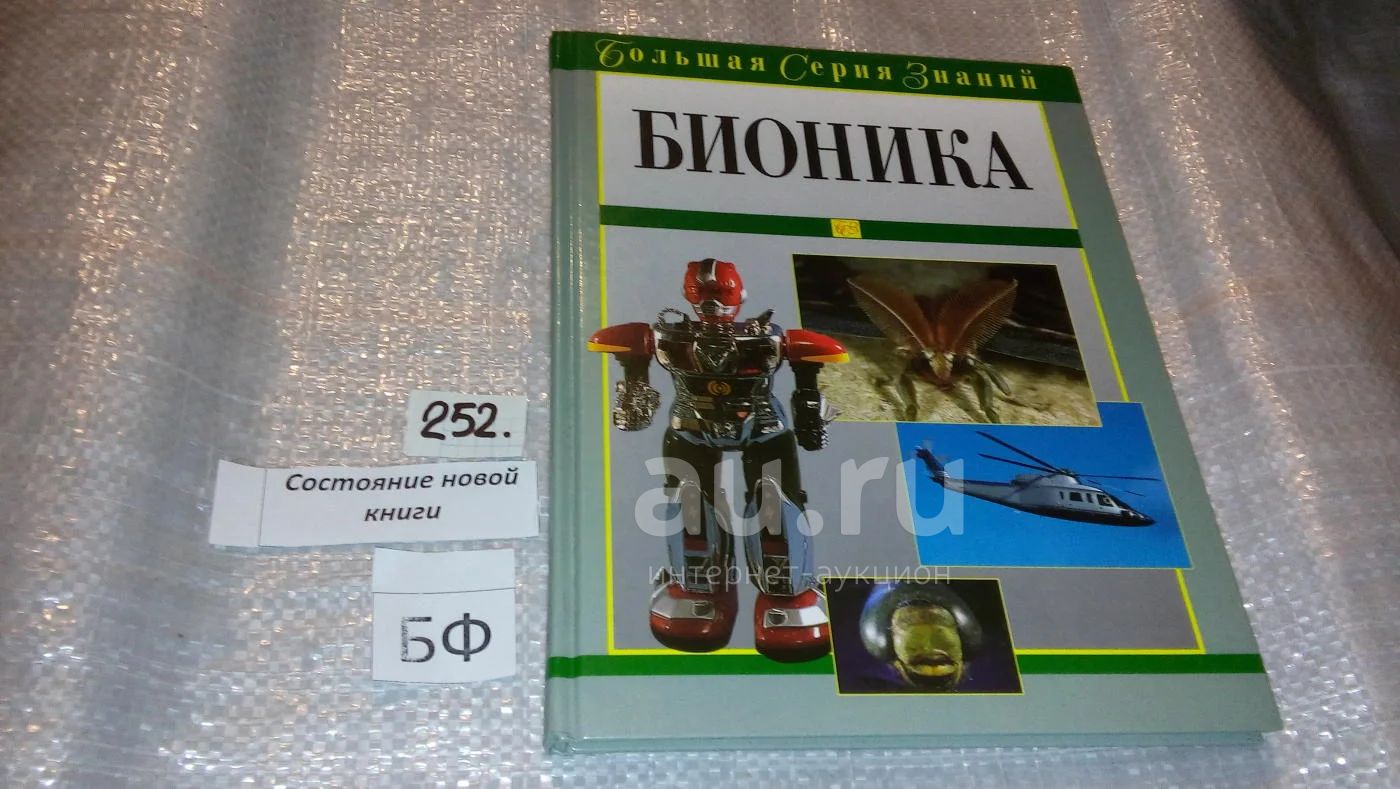 Большая Серия Знаний
БИОНИКА
252.
Состояние новой
книги
БФ
au.ru
интернет аукцион